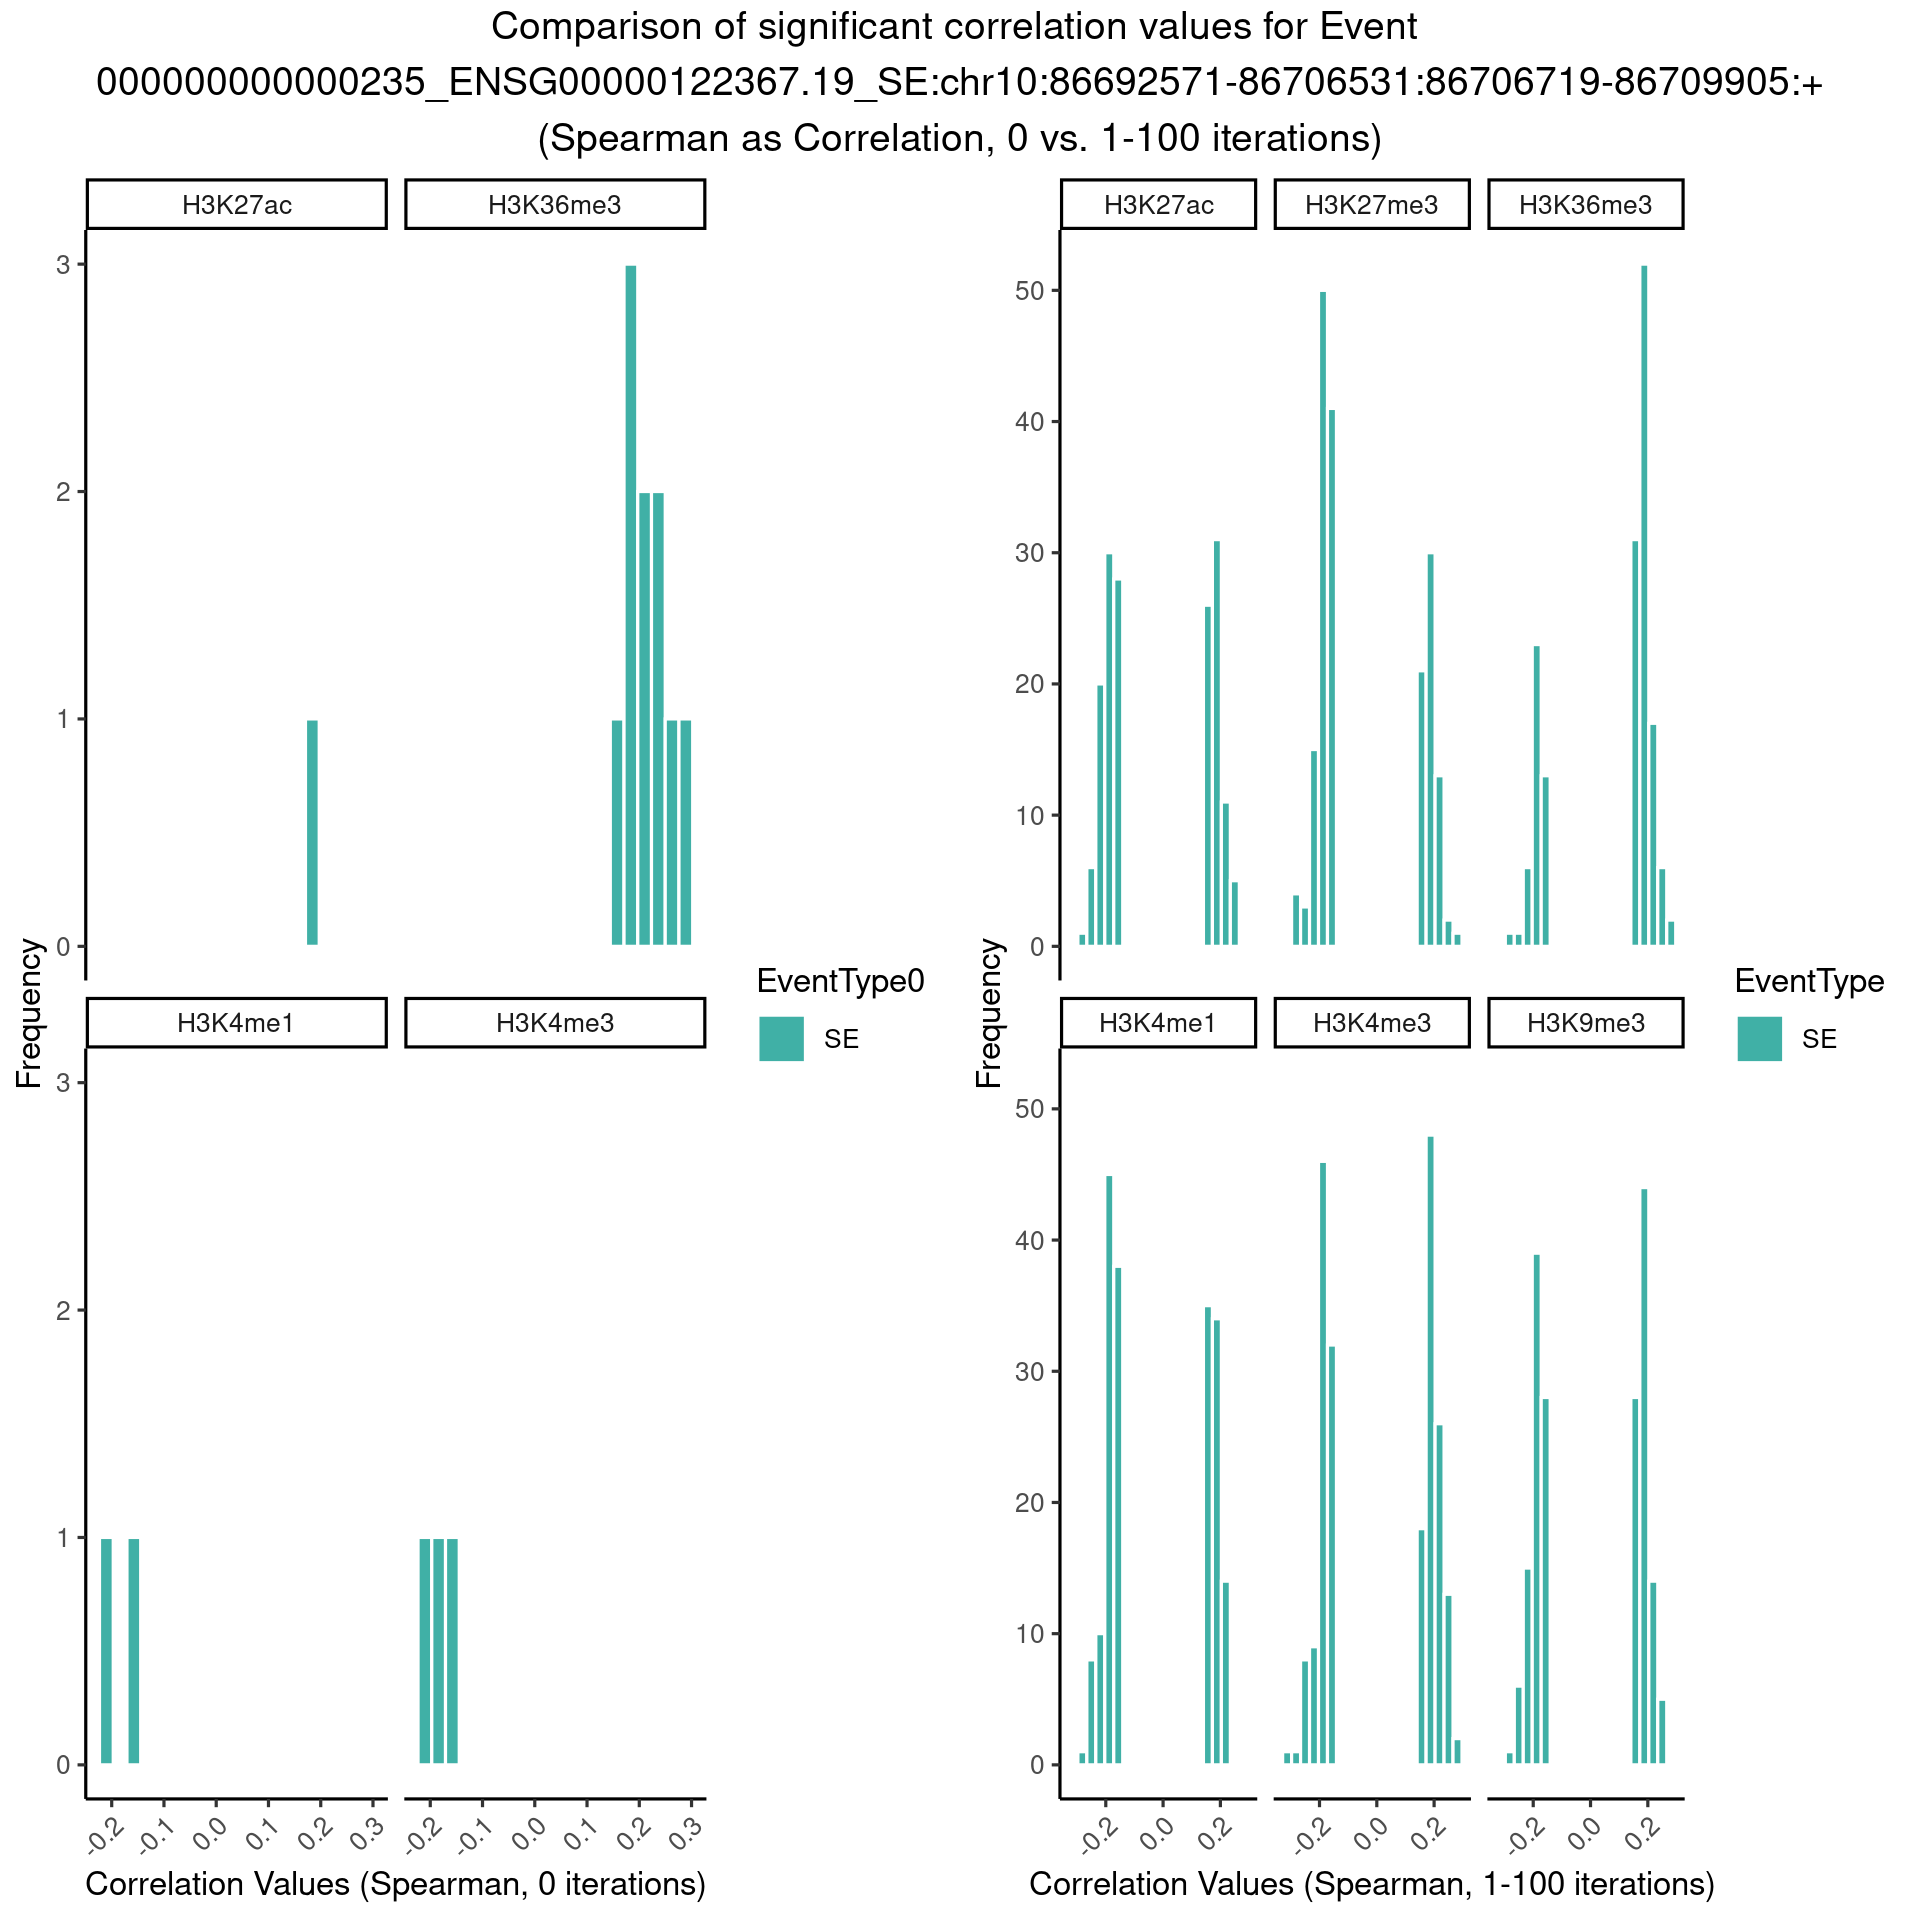 Comparison of significant correlation values for Event
000000000000235_ENSG00000122367.19_SE:chr10:86692571-86706531:86706719-86709905:+
(Spearman as Correlation, 0 vs. 1-100 iterations)
H3K27ac
H3K36me3
3
2
1
0
H3K4me1
H3K4me3
3
2
1
0
-0.2
-0.1
0.0
0.1
0.2
0.3
-0.2
-0.1
0.0
0.1
0.2
0.3
Frequency
Correlation Values (Spearman, 0 iterations)
EventType0
SE
H3K27ac
H3K27me3
H3K36me3
50
40
30
20
10
0
H3K4me1
H3K4me3
H3K9me3
50
40
30
20
10
0
-0.2
0.0
0.2
-0.2
0.0
0.2
-0.2
0.0
0.2
Frequency
Correlation Values (Spearman, 1-100 iterations)
EventType
SE